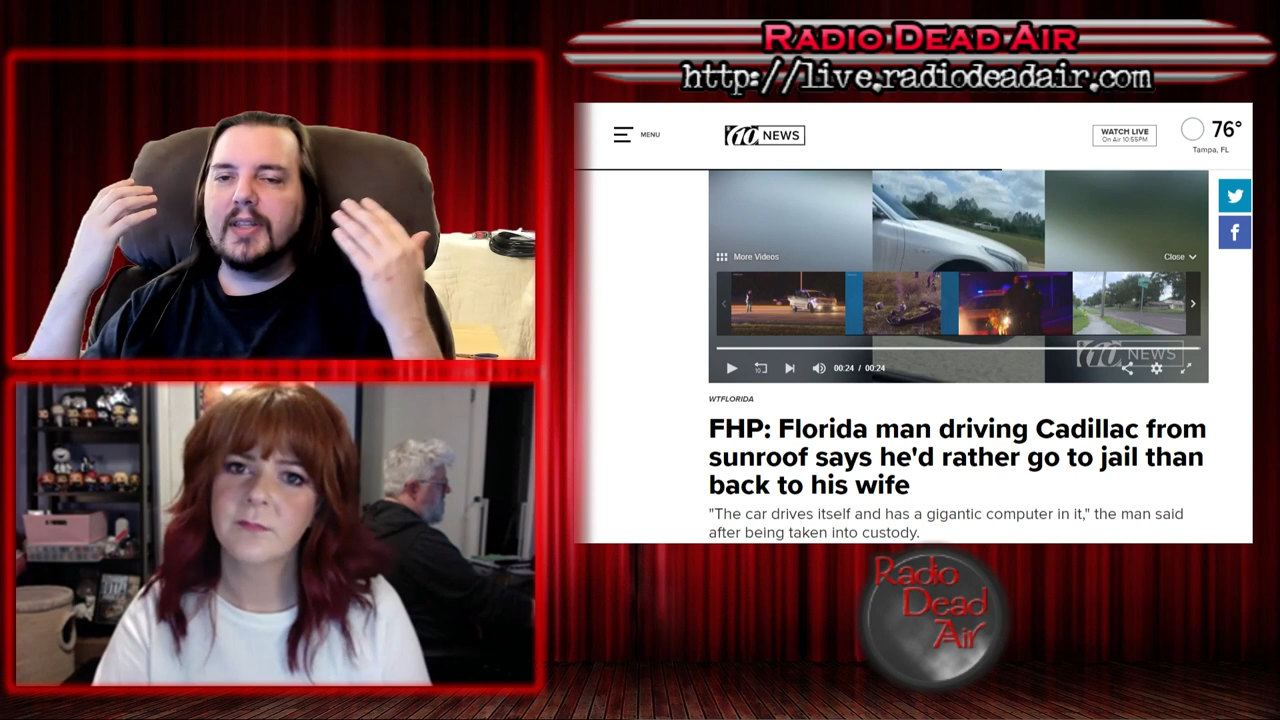 RADIO DEAD AIR
http://live.radiodeadair.com
MENU
10 NEWS
WATCH LIVE
On Air 10:55PM
76°
Tampa, FL
More Videos
Close
10 NEWS
10
00:24 / 00:24
WTFLORIDA
FHP: Florida man driving Cadillac from
sunroof says he'd rather go to jail than
back to his wife
"The car drives itself and has a gigantic computer in it," the man said
after being taken into custody.
Radio
Dead
Air